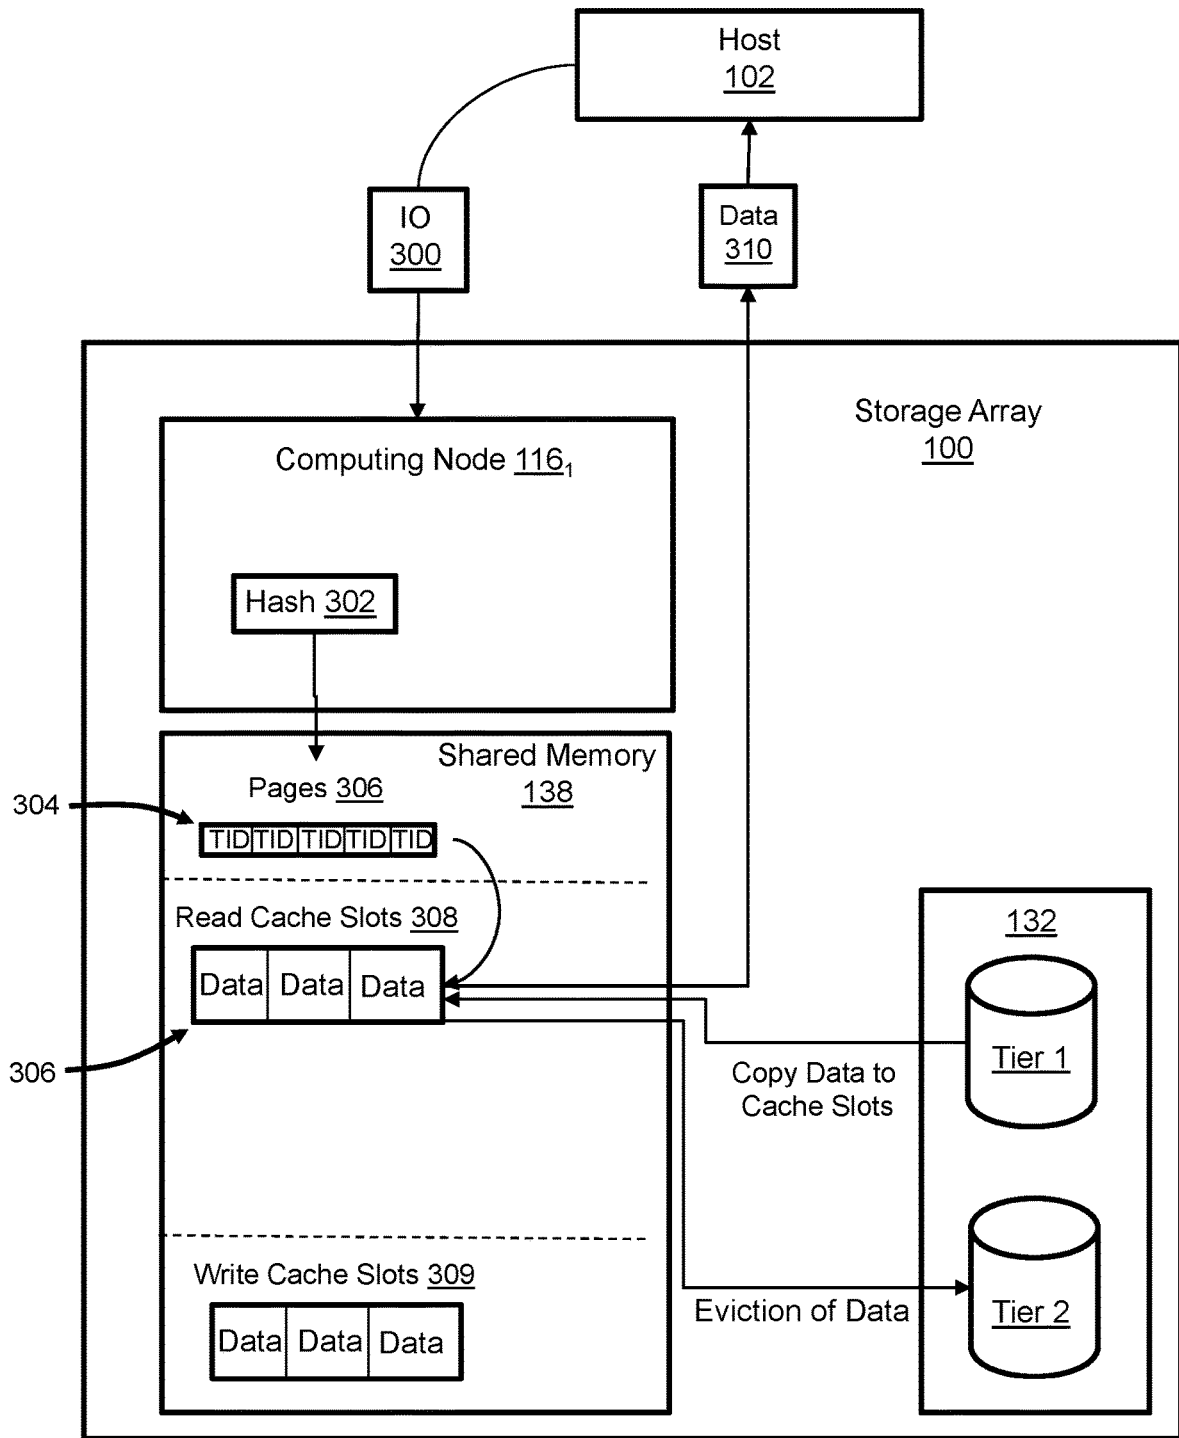 Host
102
IO
300
Data
310
Storage Array
100
Computing Node 116₁
Hash 302
Shared Memory
138
Pages 306
304
TID TID TID TID TID
Read Cache Slots 308
Data Data Data
306
132
Tier 1
Copy Data to
Cache Slots
Write Cache Slots 309
Data Data Data
Eviction of Data
Tier 2